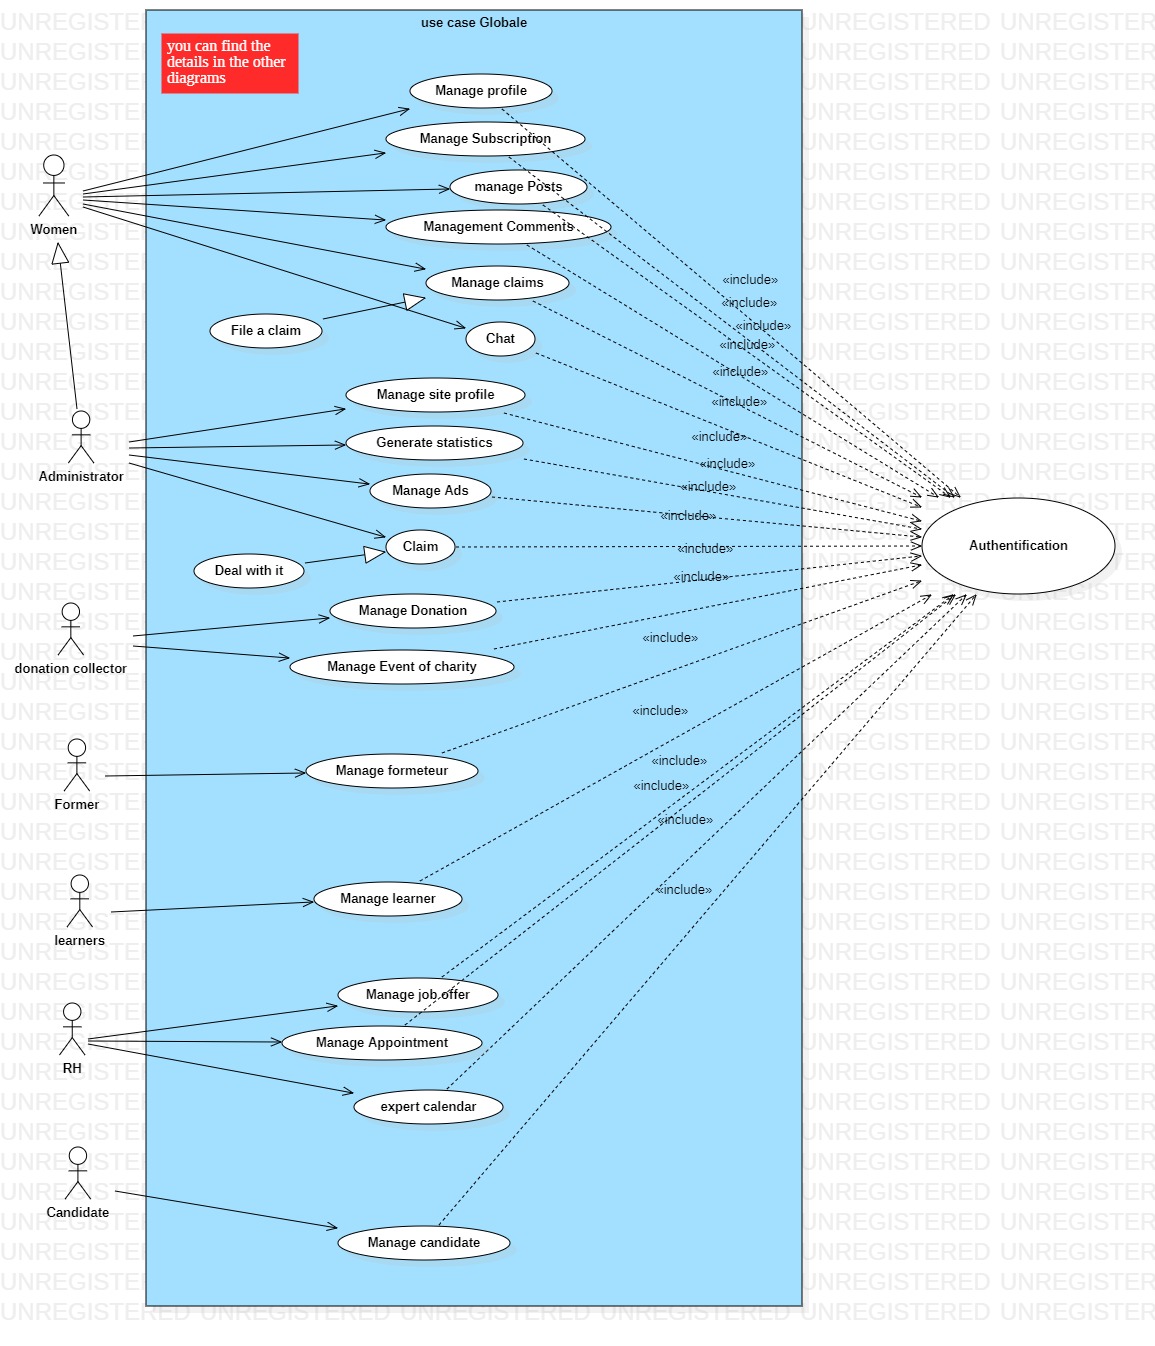 use case Globale
you can find the
details in the other
diagrams
Manage profile
Manage Subscription
manage Posts
Women
Management Comments
«include»
Manage claims
«include»
File a claim
«include»
Chat
«include»
«include»
Manage site profile
«include»
Generate statistics
«include»
«include»
Administrator
Manage Ads
«include»
«include»
Claim
«include»
Authentification
Deal with it
«include»
Manage Donation
«include»
donation collector
Manage Event of charity
«include»
«include»
Manage formeteur
«include»
Former
«include»
«include»
Manage learner
learners
Manage job offer
Manage Appointment
RH
expert calendar
Candidate
Manage candidate
UNREGISTERED UNREGISTERED UNREGISTERED UNREGISTERED UNREGISTERED UNREGISTER